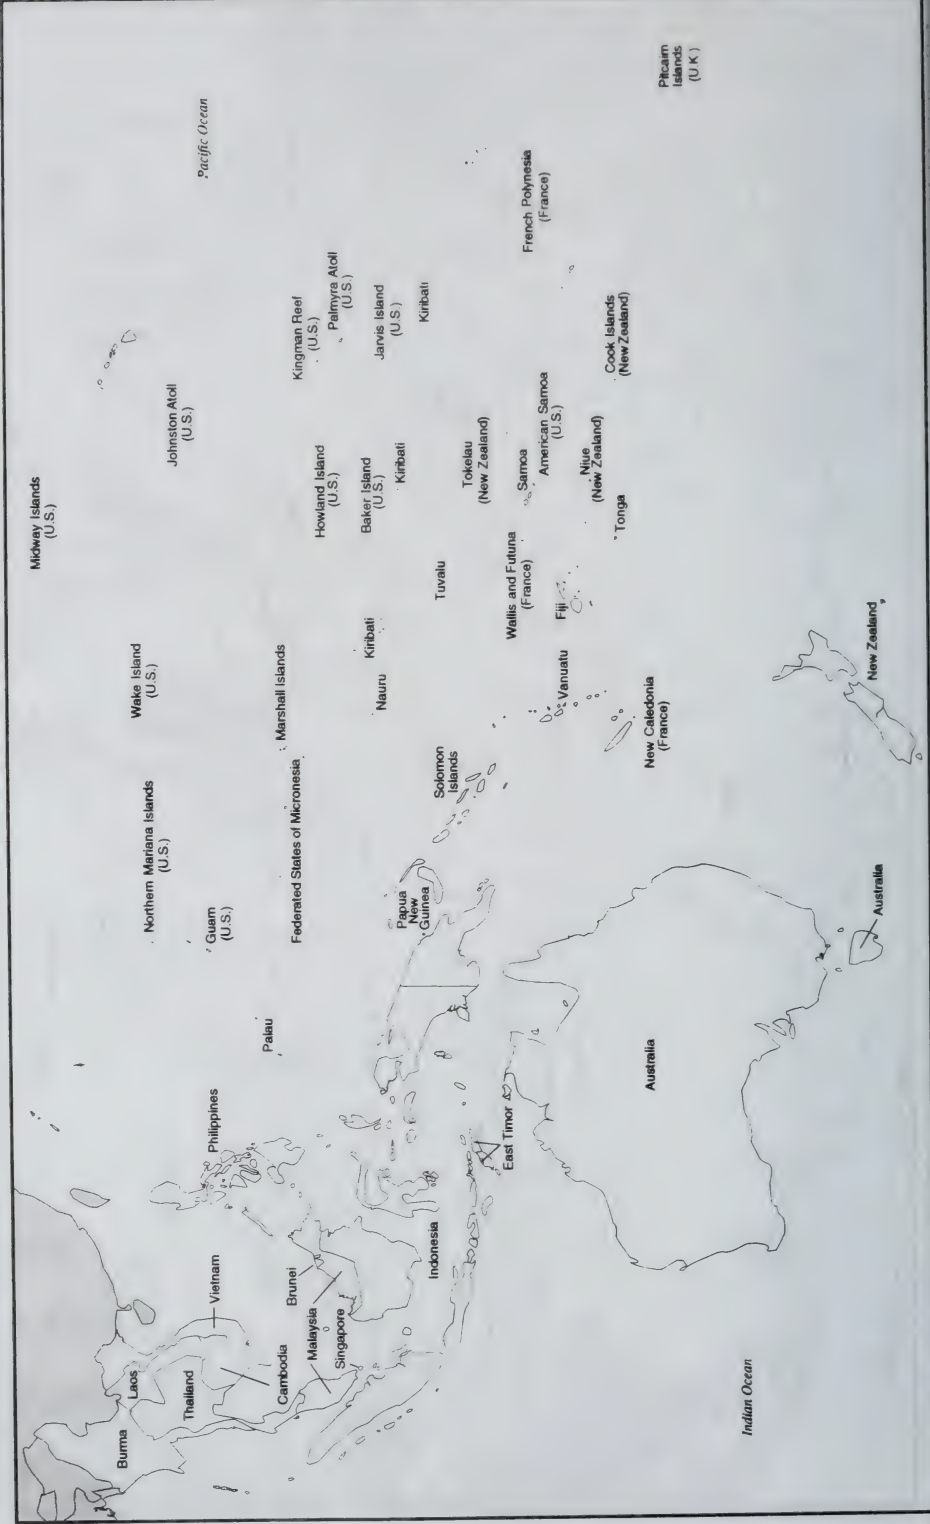 Midway Islands
(U.S.)
Burma
Laos
Thailand
Vietnam
Cambodia
Northern Mariana Islands
(U.S.)
Wake Island
(U.S.)
Johnston Atoll
(U.S.)
Pacific Ocean
Philippines
Guam
(U.S.)
Palau
Federated States of Micronesia
Marshall Islands
Brunei
Malaysia
Singapore
Kingman Reef
(U.S.)
Palmyra Atoll
(U.S.)
Howland Island
(U.S.)
Baker Island
(U.S.)
Jarvis Island
(U.S.)
Kiribati
Nauru
Kiribati
Kiribati
Indonesia
Papua
New
Guinea
Solomon
Islands
Tuvalu
Tokelau
(New Zealand)
East Timor
Wallis and Futuna
(France)
Samoa
American Samoa
(U.S.)
French Polynesia
(France)
Vanuatu
Fiji
Niue
(New Zealand)
Cook Islands
(New Zealand)
Tonga
Pitcairn
Islands
(U.K.)
Australia
New Caledonia
(France)
Indian Ocean
Australia
New Zealand